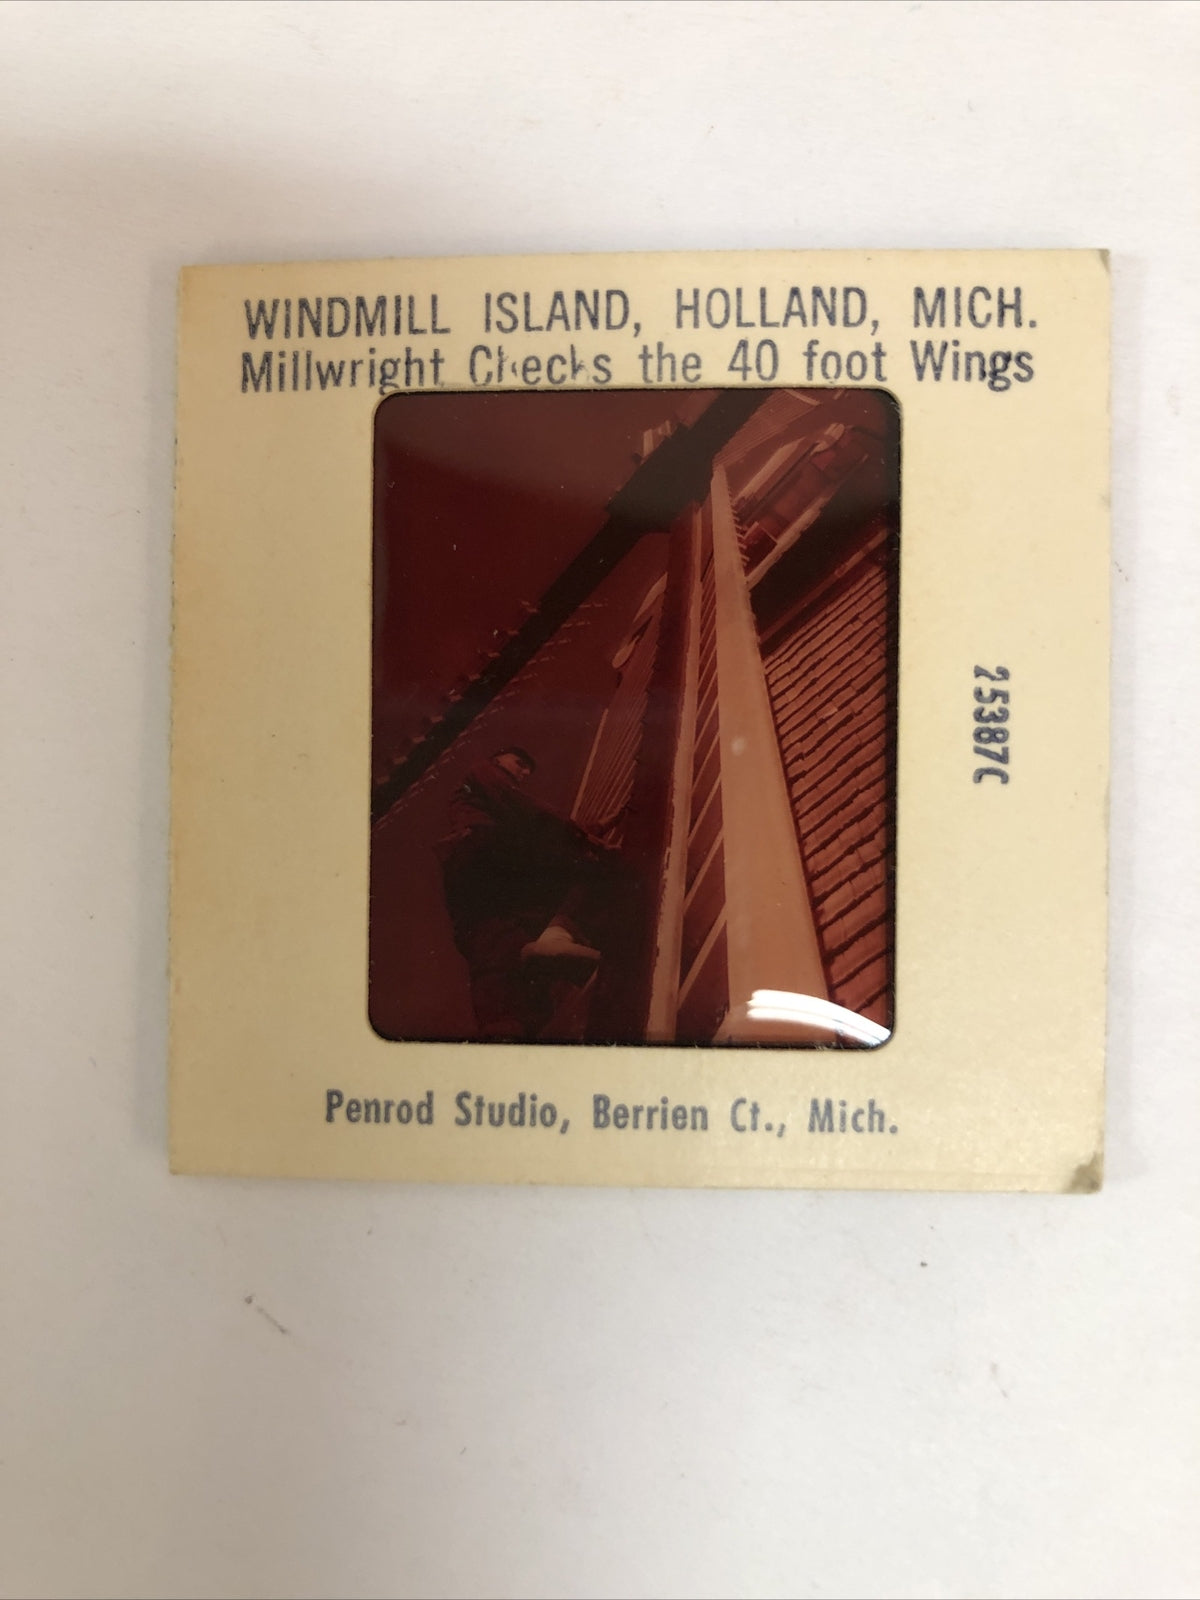 WINDMILL ISLAND, HOLLAND, MICH.
Millwright Checks the 40 foot Wings
25387C
Penrod Studio, Berrien Ct., Mich.